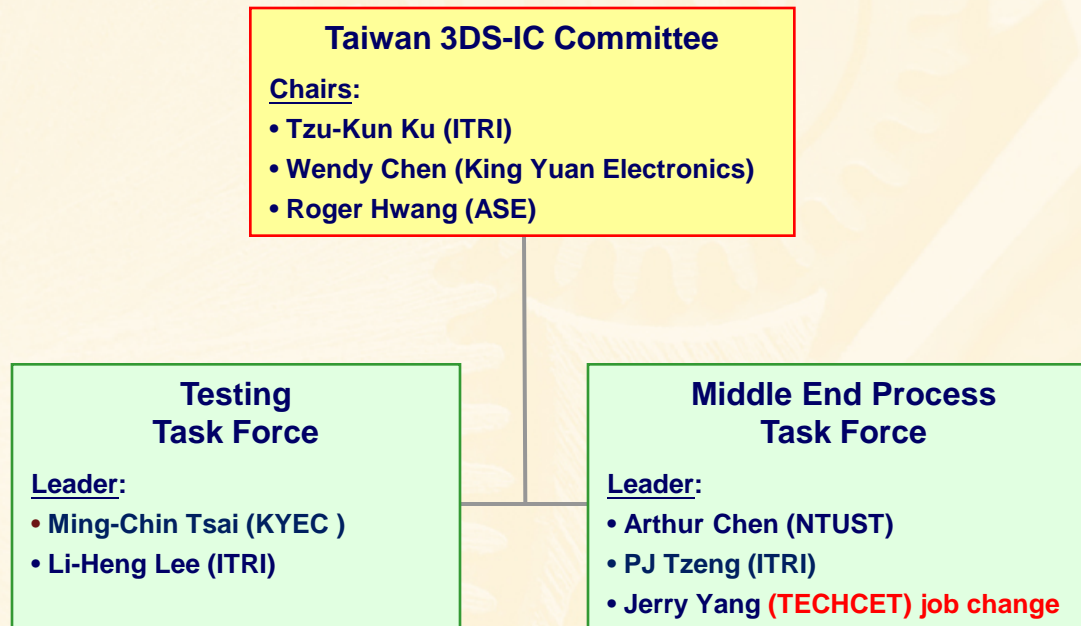 Taiwan 3DS-IC Committee
Chairs:
• Tzu-Kun Ku (ITRI)
• Wendy Chen (King Yuan Electronics)
• Roger Hwang (ASE)
Testing
Task Force
Leader:
• Ming-Chin Tsai (KYEC )
• Li-Heng Lee (ITRI)
Middle End Process
Task Force
Leader:
• Arthur Chen (NTUST)
• PJ Tzeng (ITRI)
• Jerry Yang (TECHCET) job change